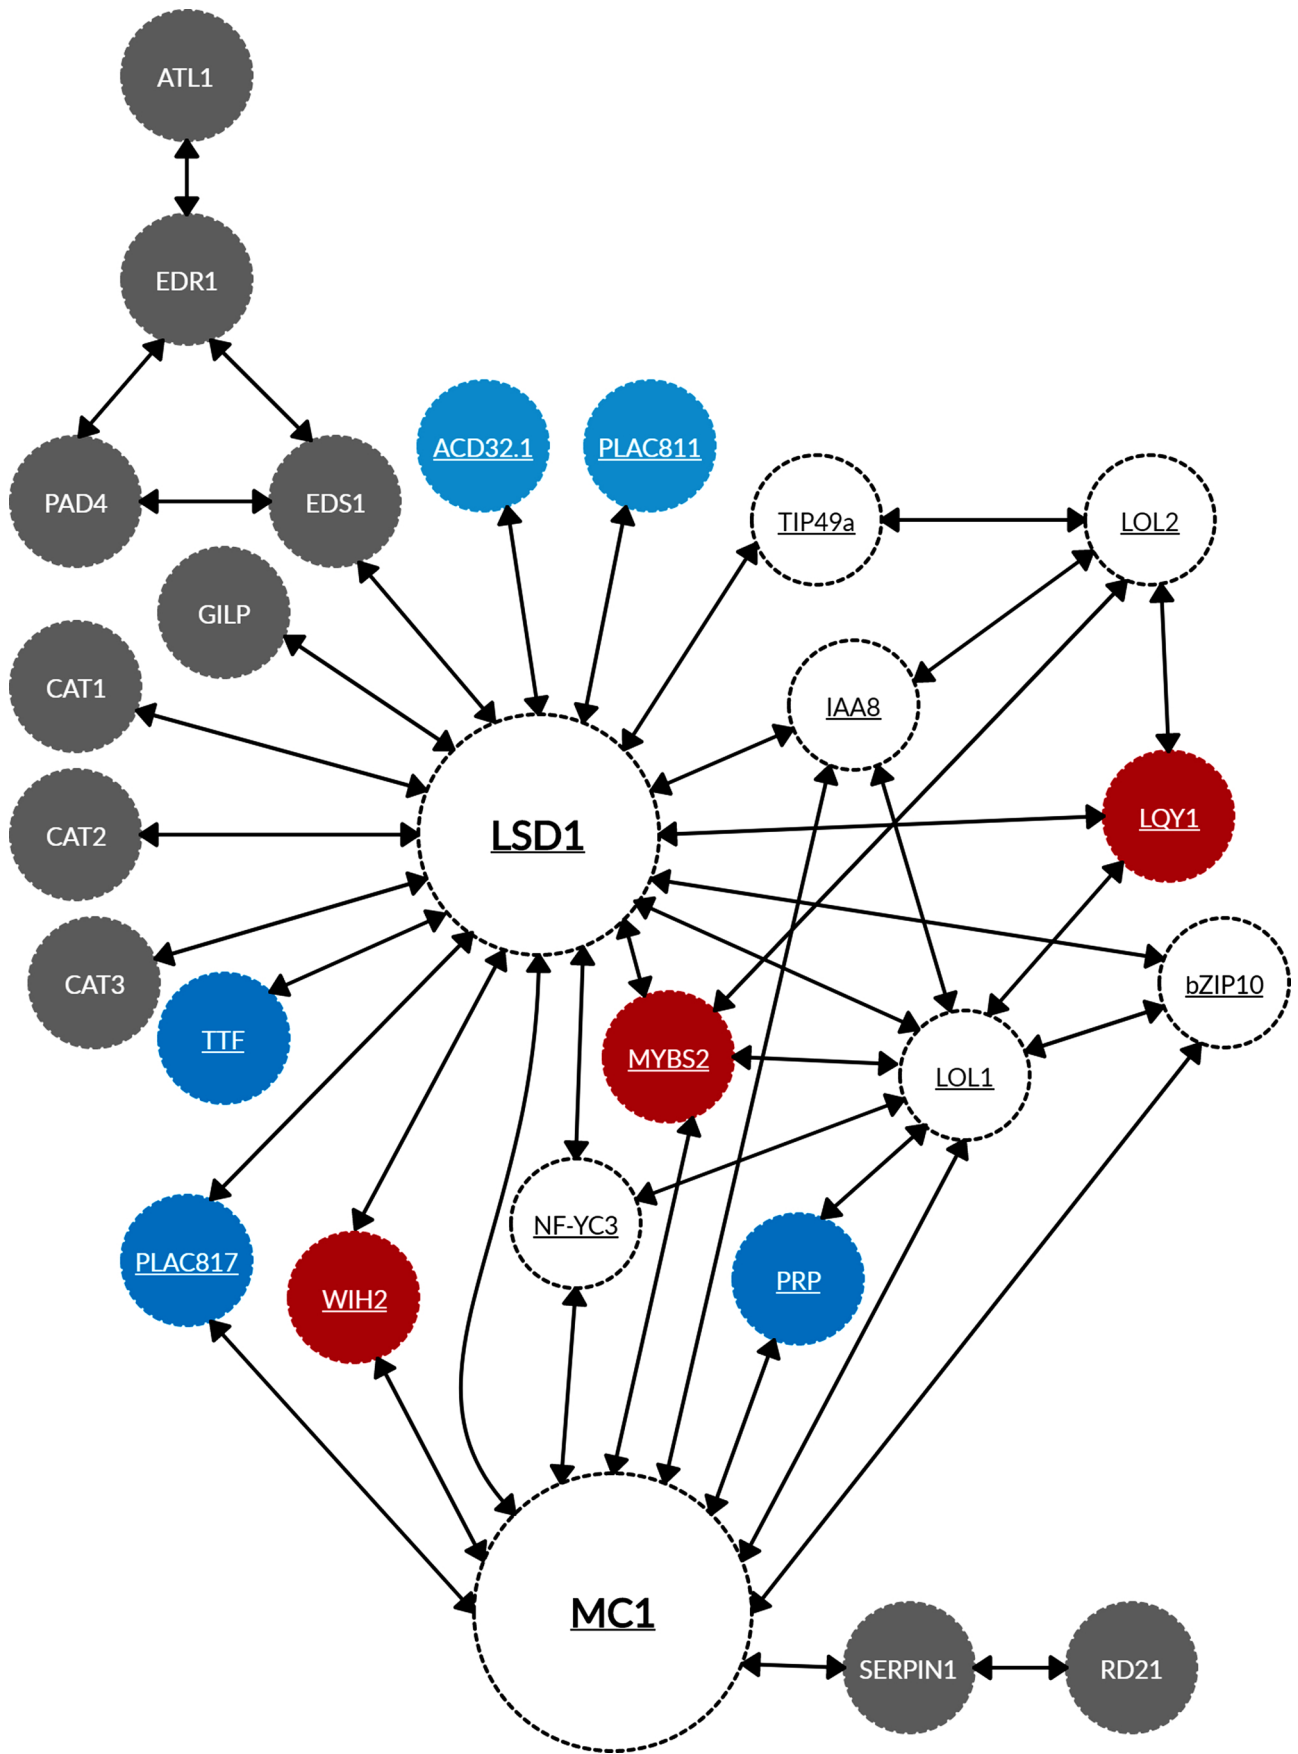 ATL1
EDR1
ACD32.1
PLAC811
PAD4
EDS1
TIP49a
LOL2
GILP
CAT1
IAA8
CAT2
LSD1
LQY1
CAT3
bZIP10
TTF
MYBS2
LOL1
NF-YC3
PLAC817
PRP
WIH2
MC1
SERPIN1
RD21